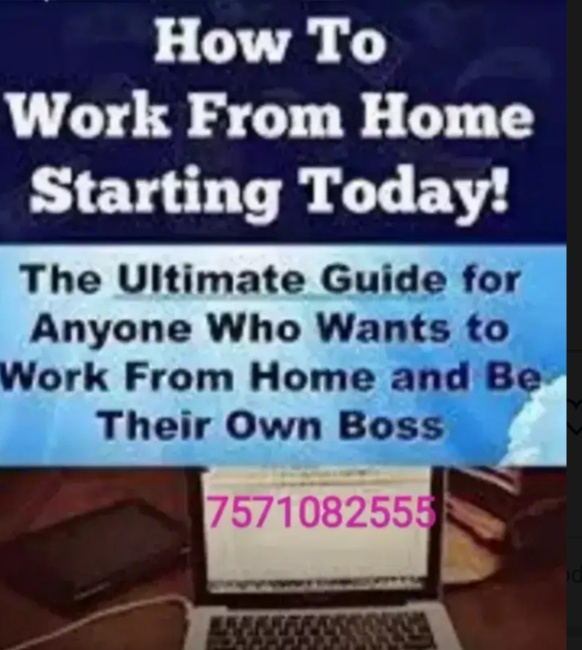 How To
Work From Home
Starting Today!
The Ultimate Guide for
Anyone Who Wants to
Work From Home and Be
Their Own Boss
7571082555